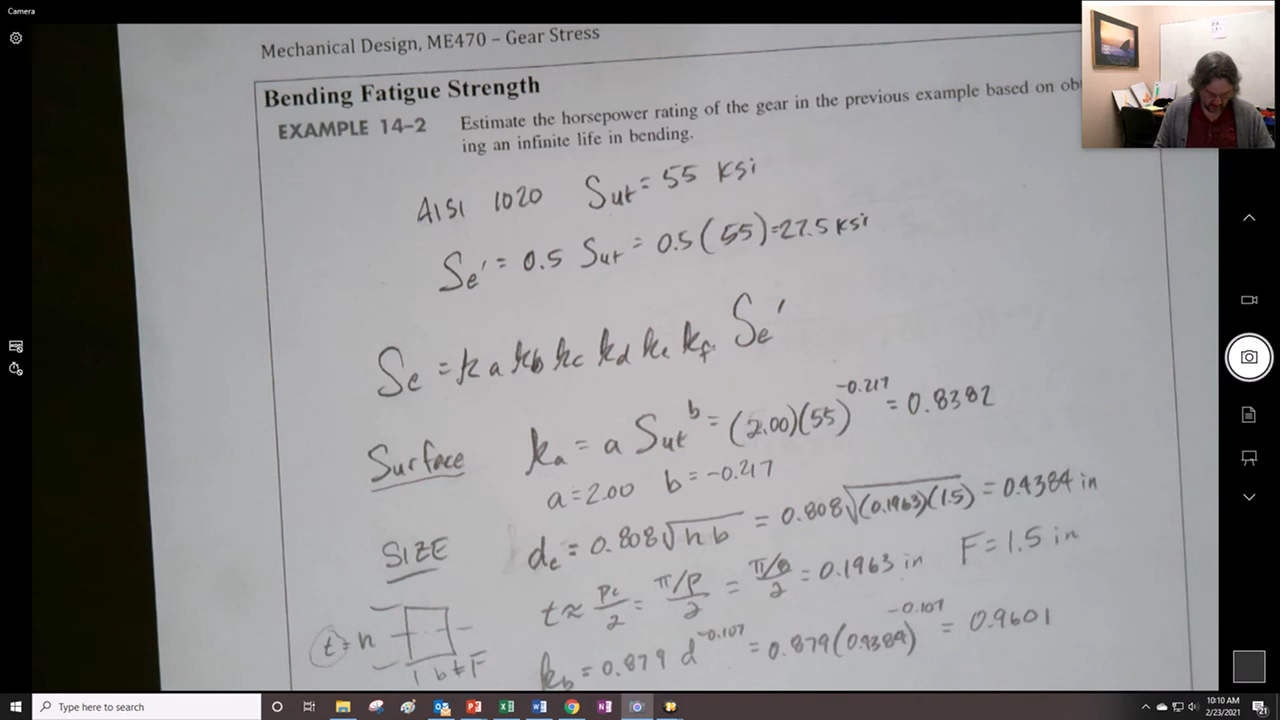 Camera
Mechanical Design, ME470 – Gear Stress
Bending Fatigue Strength
EXAMPLE 14–2 Estimate the horsepower rating of the gear in the previous example based on
ing an infinite life in bending.
AISI 1020 Sut = 55 ksi
Se' = 0.5 Sut = 0.5 (55) = 27.5 ksi
Se = ka kb kc kd ke kf Se'
Surface ka = a Sut^b = (2.00)(55)^-0.217 = 0.8382
a = 2.00 b = -0.217
SIZE de = 0.808 √hb = 0.808 √(0.1963)(1.5) = 0.4384 in
t ≈ pc/2 = π/P/2 = π/8/2 = 0.1963 in F = 1.5 in
t = h
b = F
kb = 0.879 d^-0.107 = 0.879 (0.4384)^-0.107 = 0.9601
Type here to search
10:10 AM
2/23/2021
21